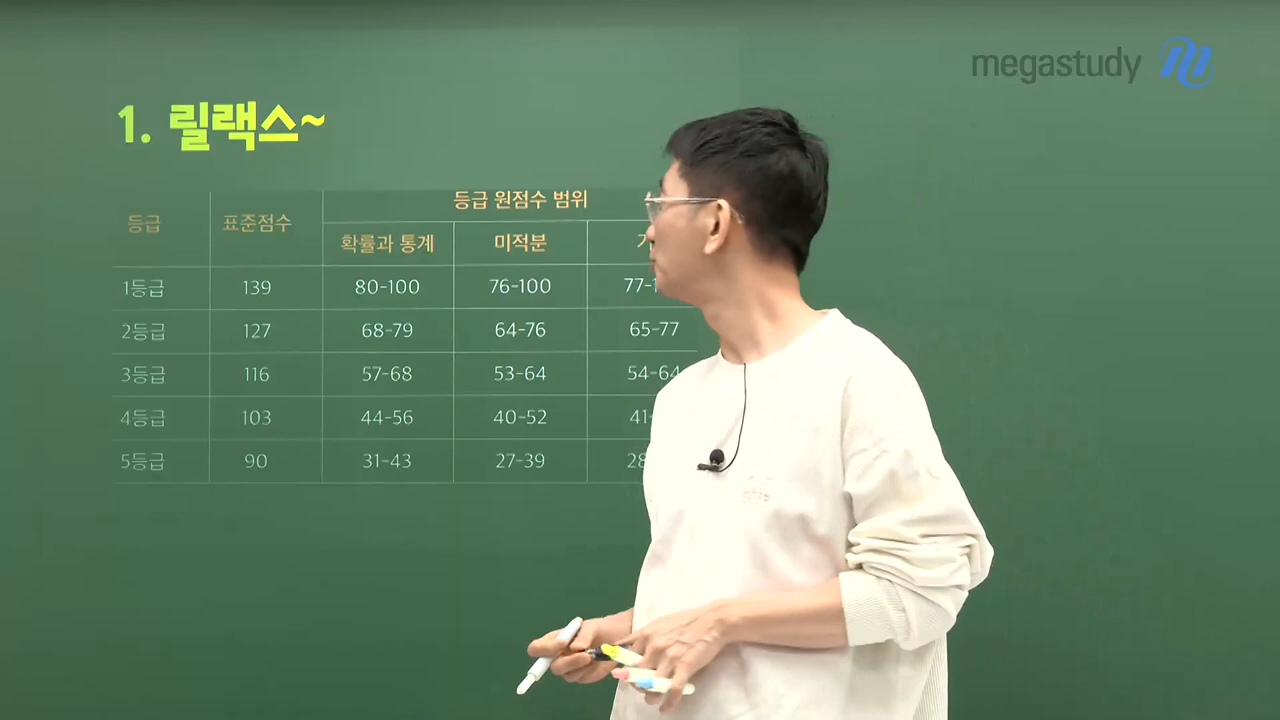 megastudy
1. 릴랙스~
등급 표준점수 등급 원점수 범위
확률과 통계 미적분
1등급 139 80-100 76-100
2등급 127 68-79 64-76 65-77
3등급 116 57-68 53-64 54-64
4등급 103 44-56 40-52
5등급 90 31-43 27-39